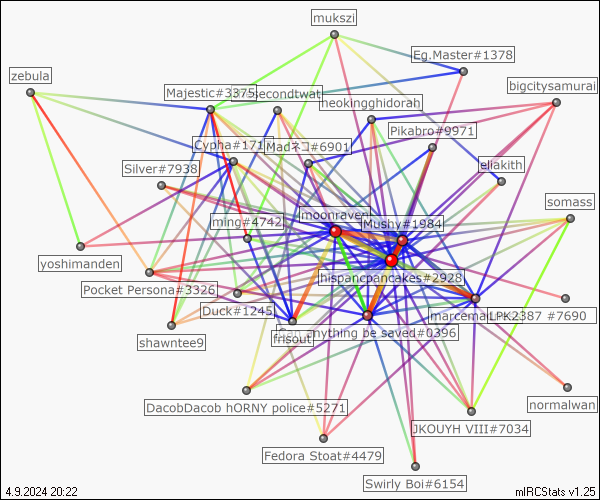 mukszi
Eg.Master#1378
zebula
bigcitysamurai
Majestic#3375
secondtwat
neokingghidorah
Pikabro#9971
Cypha#171
Madネコ#6901
eliakith
Silver#7938
somass
moonraven
Mushy#1984
ming#4742
yoshimanden
hispancpancakes#2928
Pocket Persona#3326
Duck#1245
marcema
LPK2387 #7690
anything be saved#0396
frisout
shawntee9
normalwan
DacobDacob hORNY police#5271
JKOUYH VIII#7034
Fedora Stoat#4479
Swirly Boi#6154
4.9.2024 20:22
mIRCStats v1.25